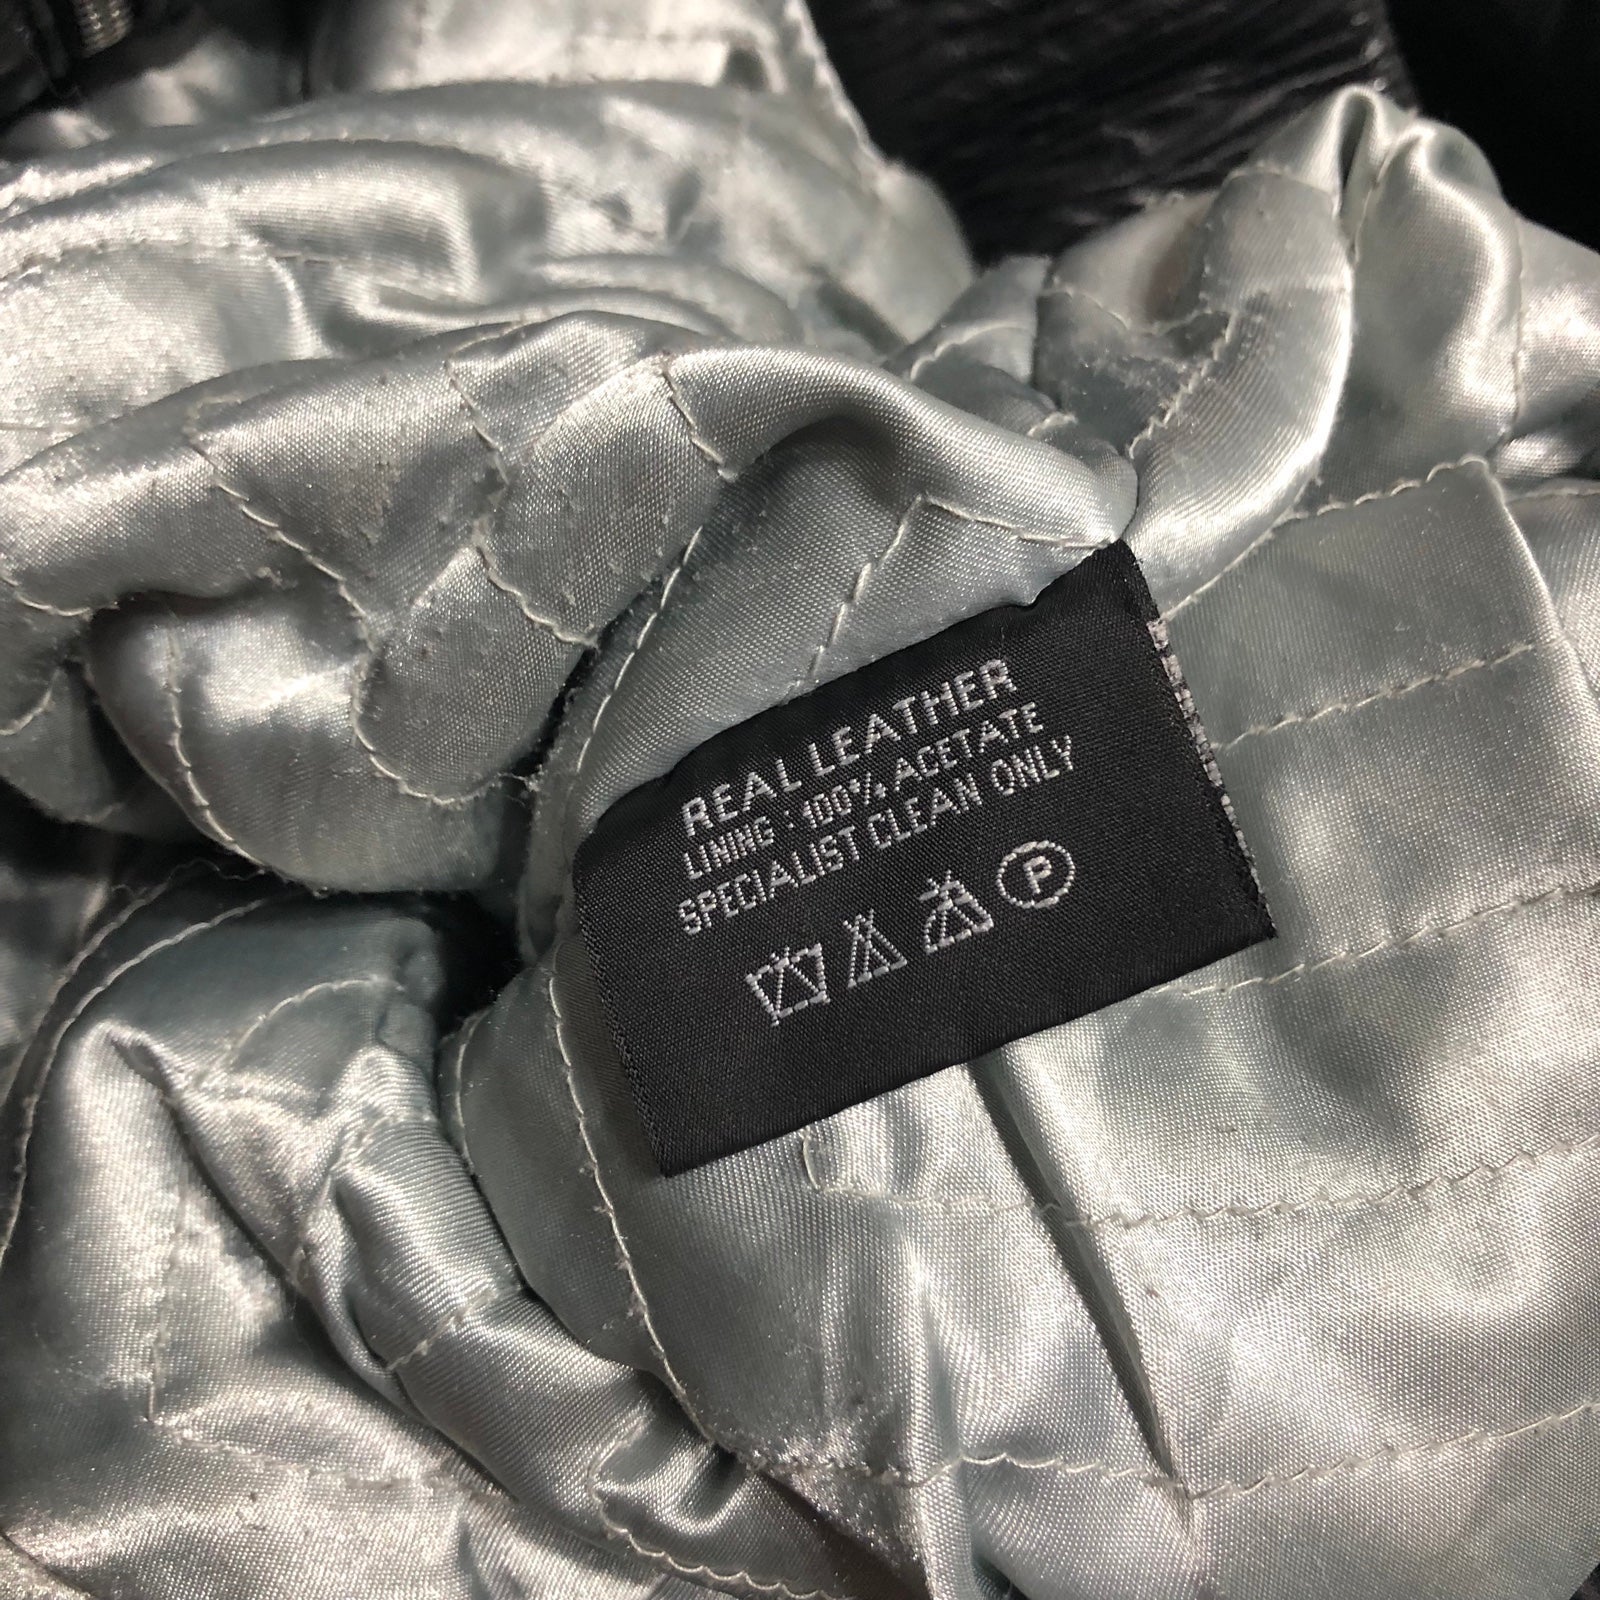 REAL LEATHER
LINING : 100% ACETATE
SPECIALIST CLEAN ONLY
P